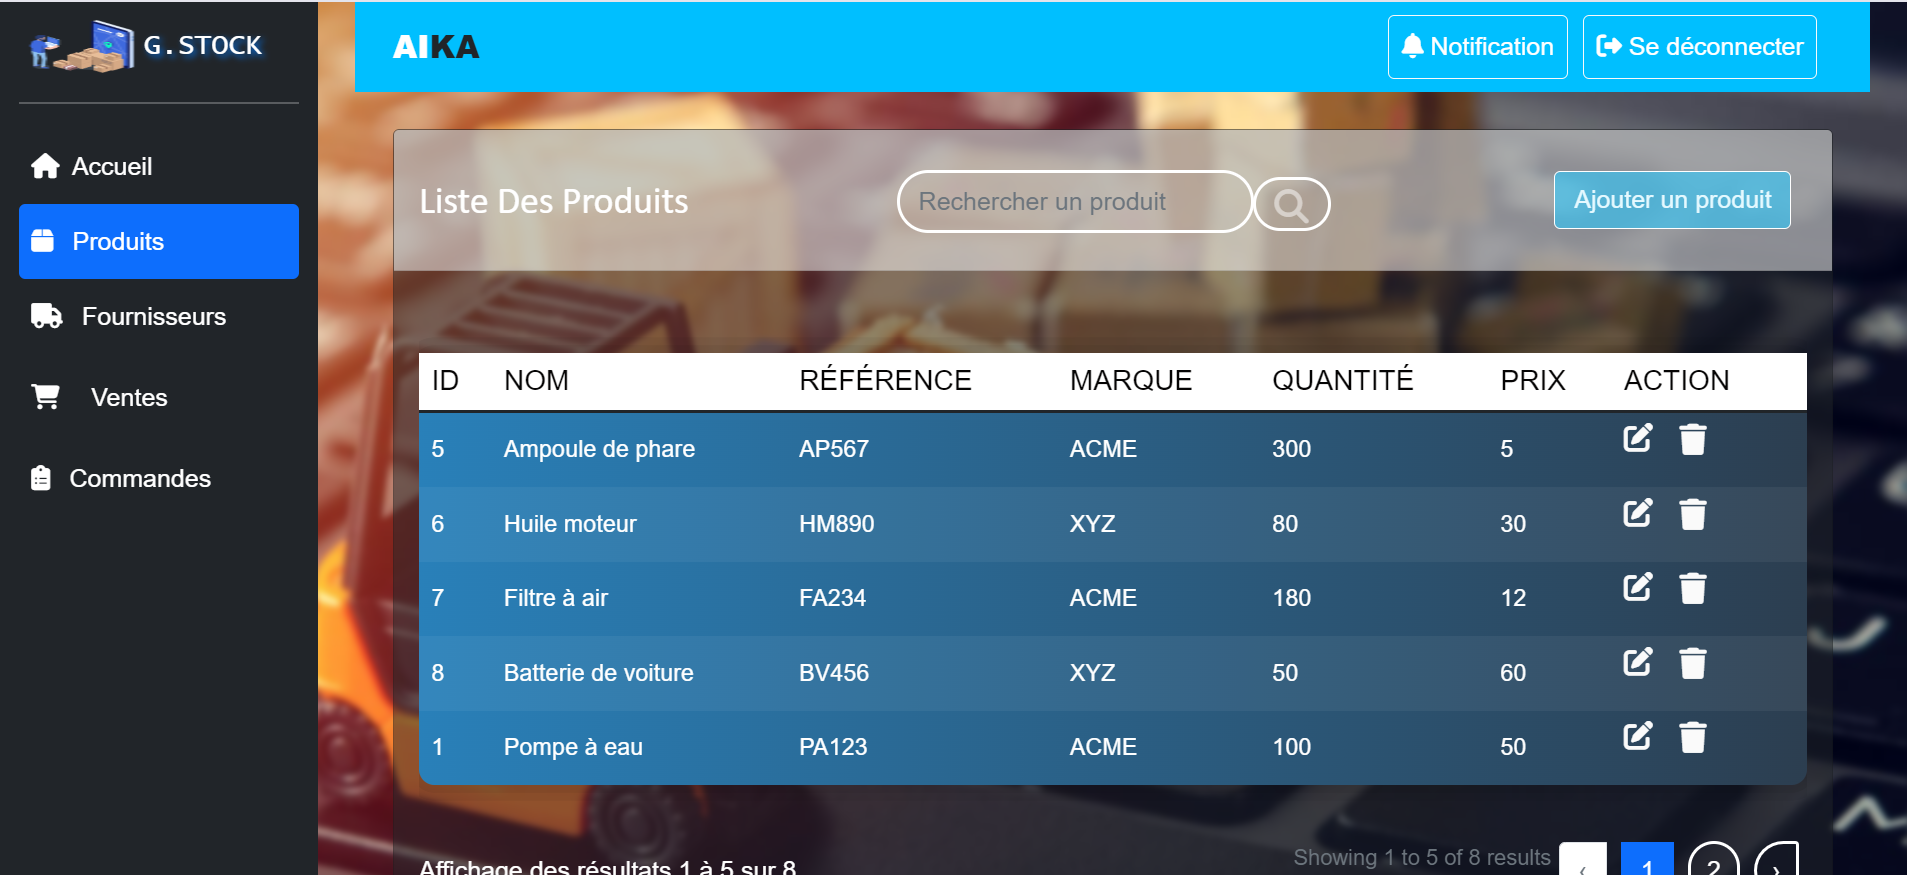 G.STOCK
AIKA
Notification
Se déconnecter
Accueil
Produits
Fournisseurs
Ventes
Commandes
Liste Des Produits
Rechercher un produit
Ajouter un produit
ID NOM RÉFÉRENCE MARQUE QUANTITÉ PRIX ACTION
5 Ampoule de phare AP567 ACME 300 5
6 Huile moteur HM890 XYZ 80 30
7 Filtre à air FA234 ACME 180 12
8 Batterie de voiture BV456 XYZ 50 60
1 Pompe à eau PA123 ACME 100 50
Affichage des résultats 1 à 5 sur 8
Showing 1 to 5 of 8 results ‹ 1 2 ›